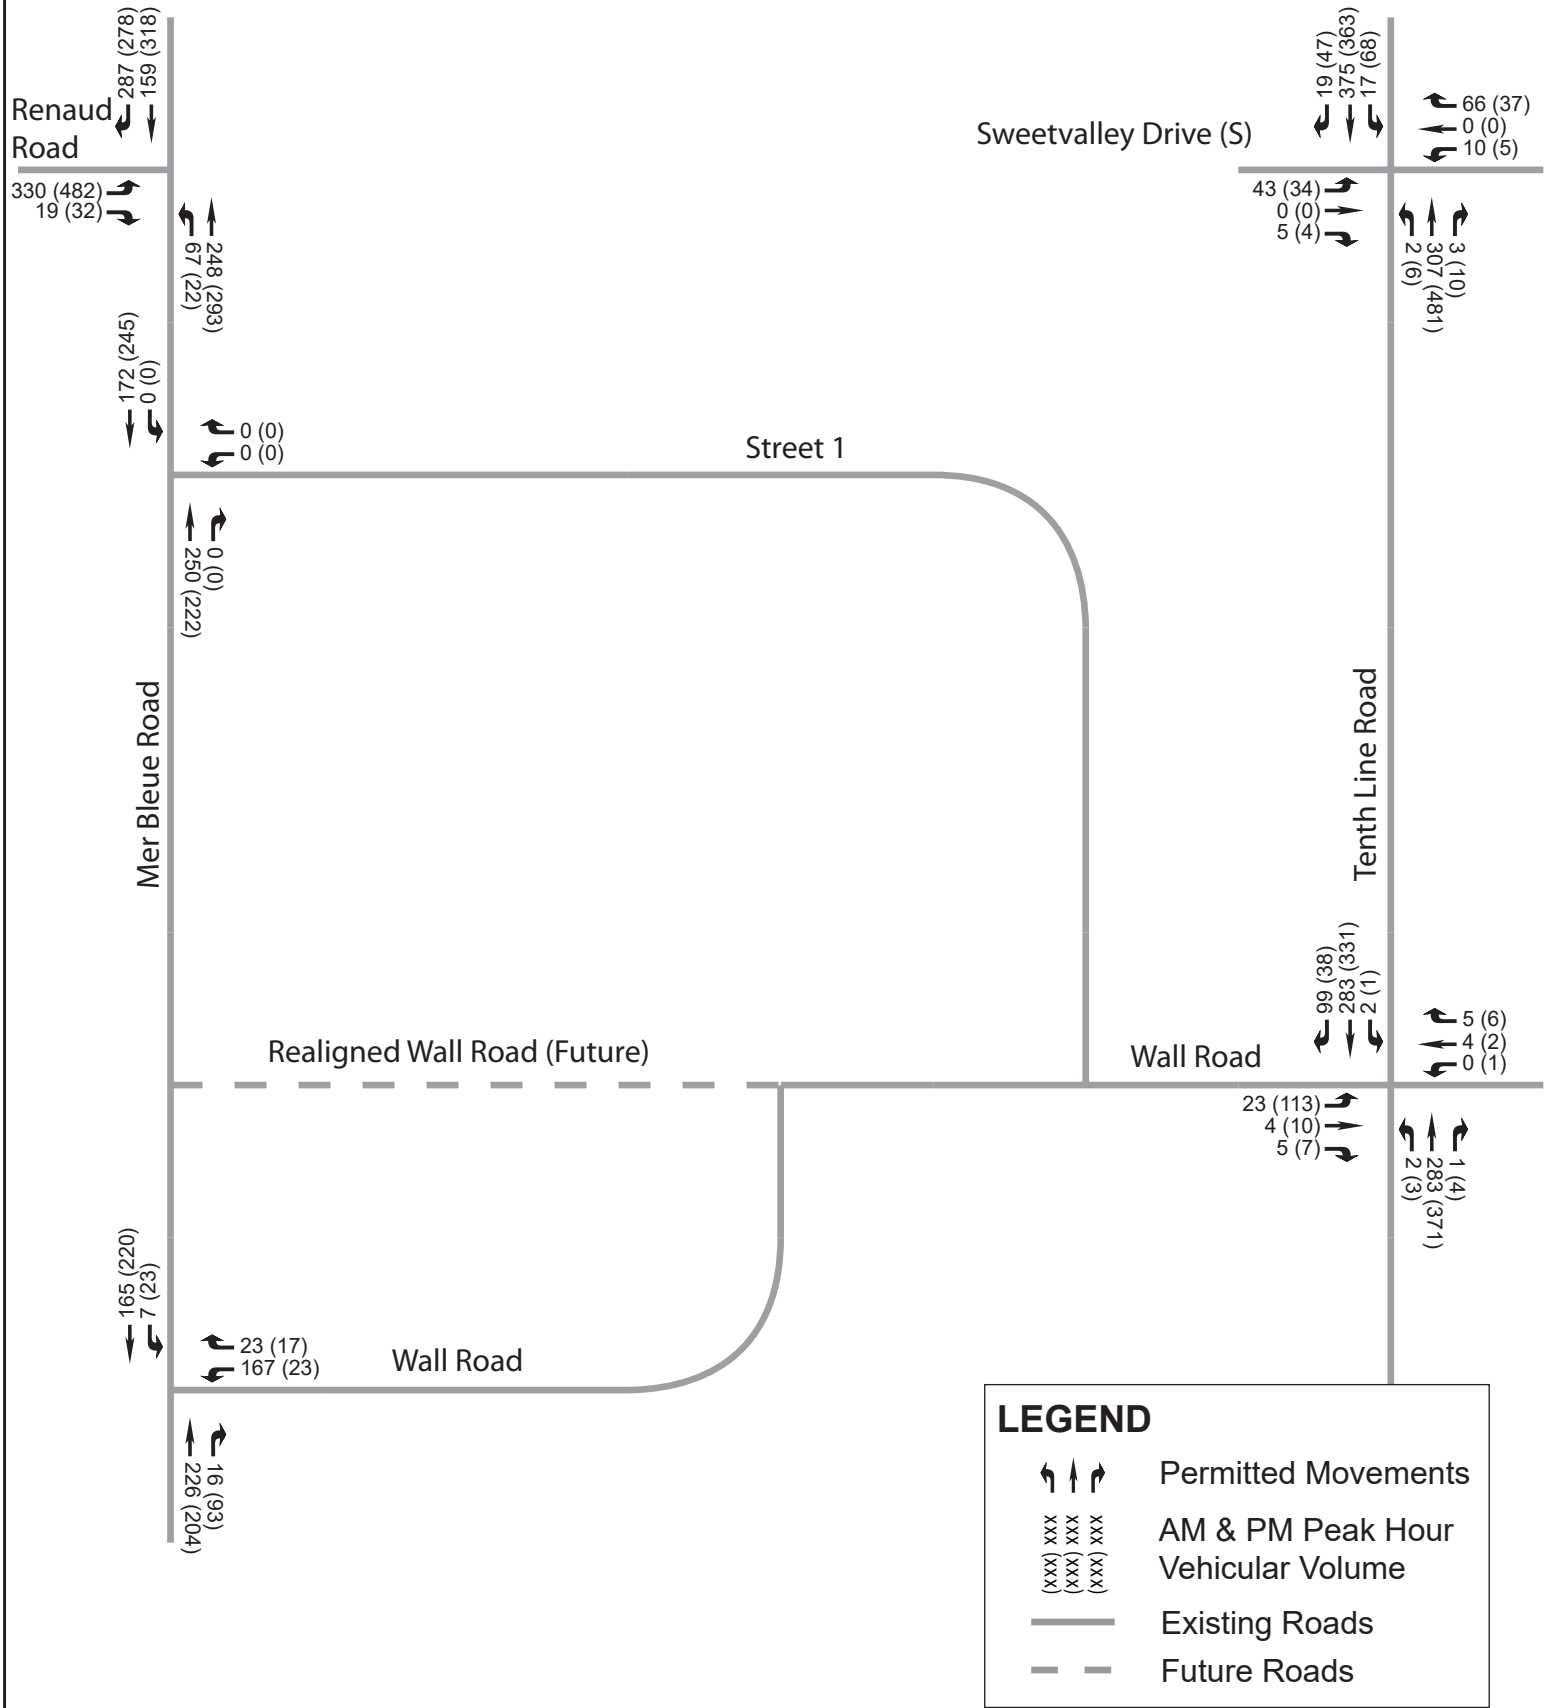 287 (278)
159 (318)
Renaud
Road
330 (482)
19 (32)
67 (22)
248 (293)
19 (47)
375 (363)
17 (68)
66 (37)
0 (0)
10 (5)
Sweetvalley Drive (S)
43 (34)
0 (0)
5 (4)
2 (6)
307 (481)
3 (10)
172 (245)
0 (0)
0 (0)
0 (0)
Street 1
250 (222)
0 (0)
Mer Bleue Road
Tenth Line Road
99 (38)
283 (331)
2 (1)
5 (6)
4 (2)
0 (1)
Realigned Wall Road (Future)
Wall Road
23 (113)
4 (10)
5 (7)
2 (3)
283 (371)
1 (4)
165 (220)
7 (23)
23 (17)
167 (23)
Wall Road
226 (204)
16 (93)
LEGEND
Permitted Movements
xxx (xxx)
xxx (xxx)
xxx (xxx)
AM & PM Peak Hour
Vehicular Volume
Existing Roads
Future Roads